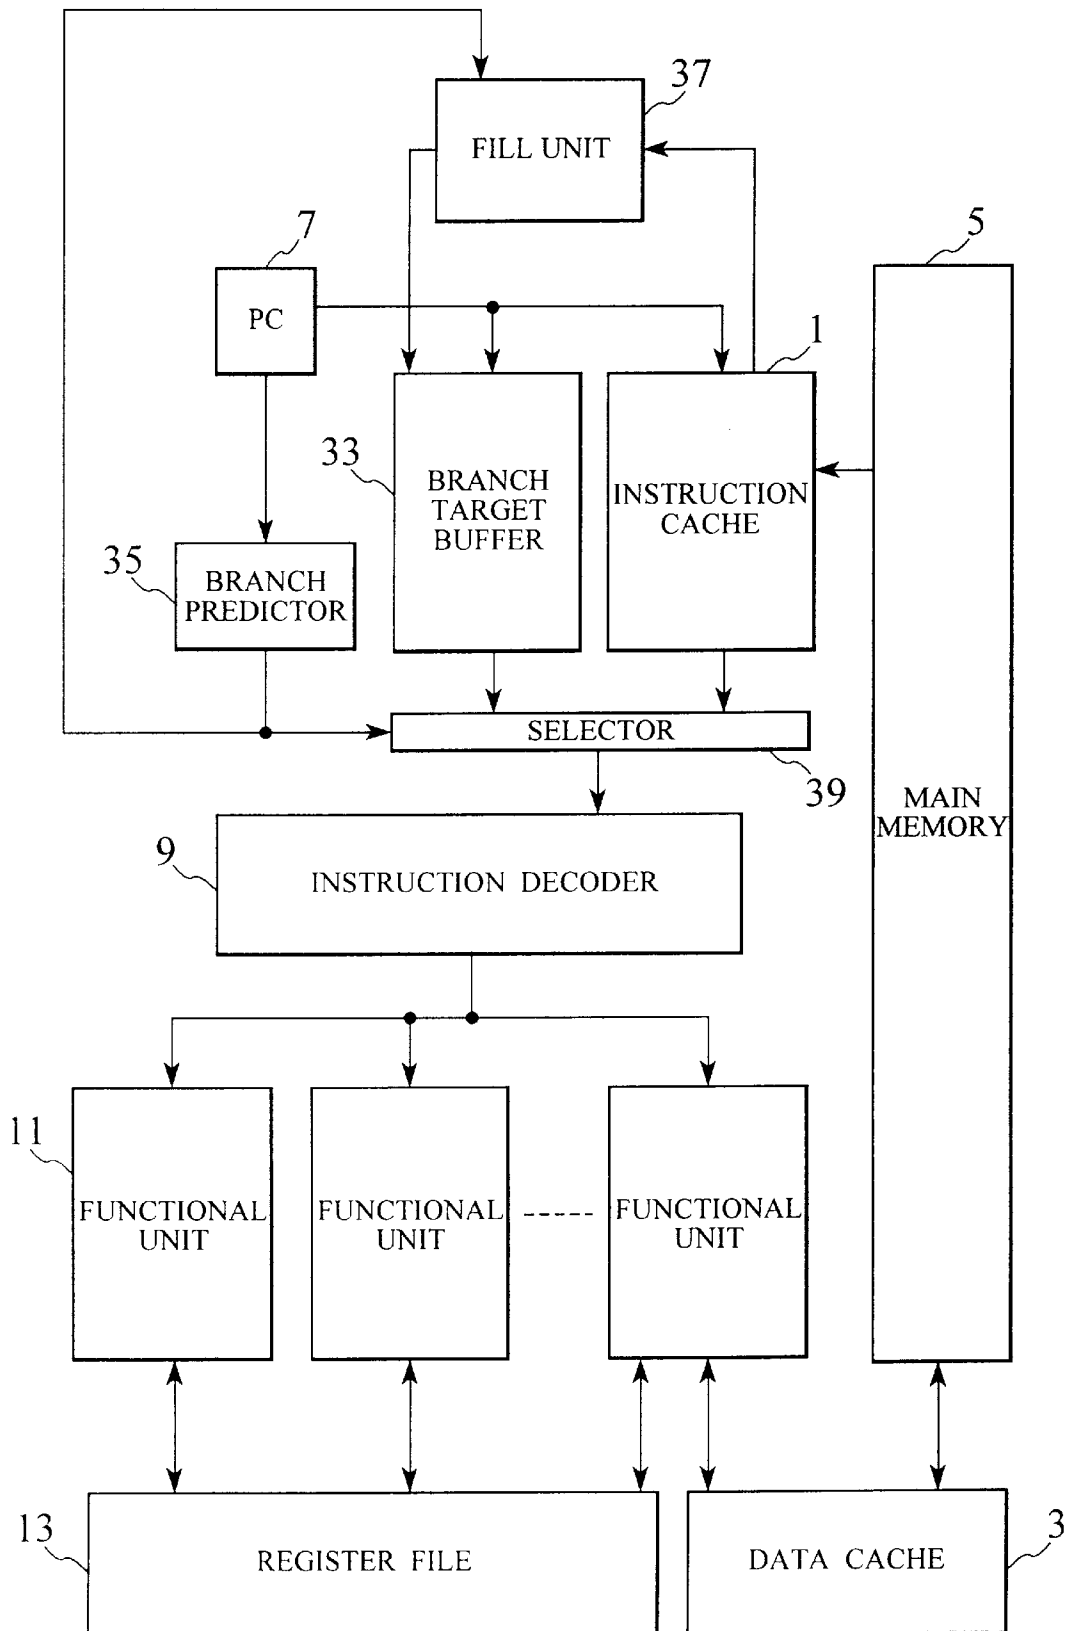 37
FILL UNIT
7
5
PC
1
33
BRANCH
TARGET
BUFFER
INSTRUCTION
CACHE
35
BRANCH
PREDICTOR
SELECTOR
39
MAIN
MEMORY
9
INSTRUCTION DECODER
11
FUNCTIONAL
UNIT
FUNCTIONAL
UNIT
FUNCTIONAL
UNIT
13
REGISTER FILE
DATA CACHE
3